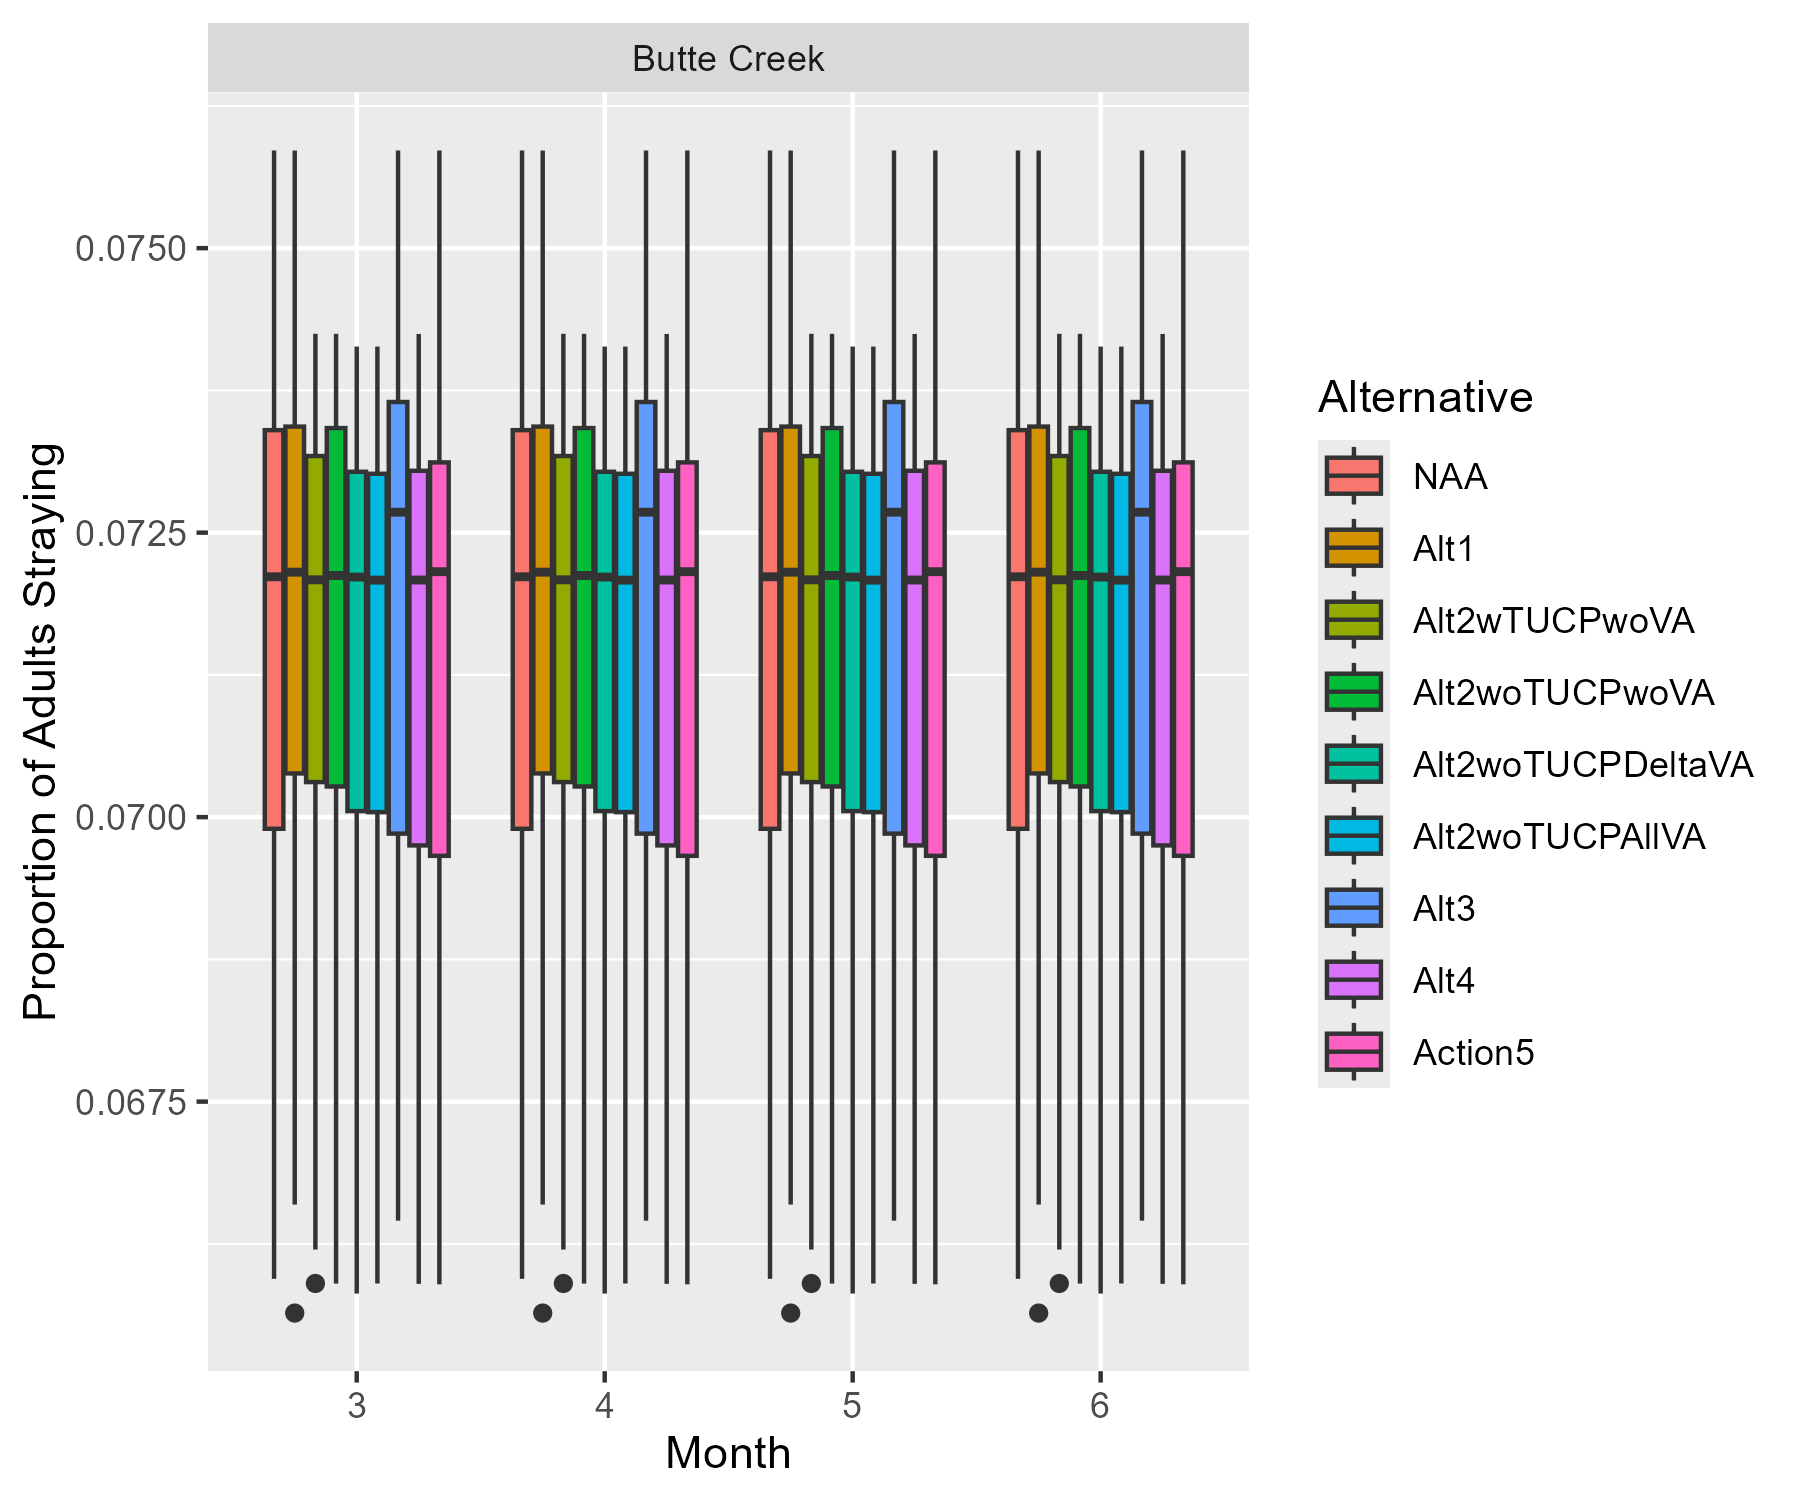 Butte Creek
0.0750
0.0725
0.0700
0.0675
Proportion of Adults Straying
3 4 5 6
Month
Alternative
NAA
Alt1
Alt2wTUCPwoVA
Alt2woTUCPwoVA
Alt2woTUCPDeltaVA
Alt2woTUCPAllVA
Alt3
Alt4
Action5